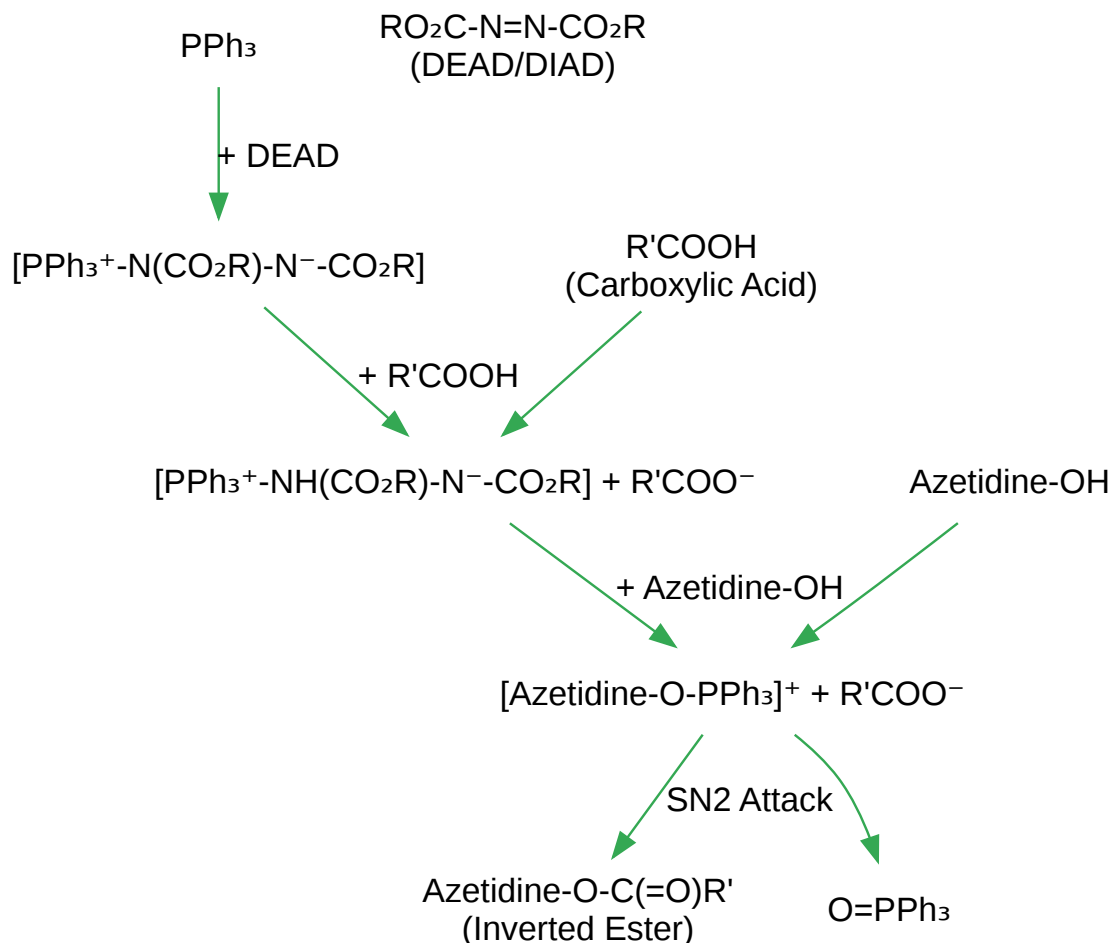 PPh₃
RO₂C-N=N-CO₂R
(DEAD/DIAD)
+ DEAD
[PPh₃⁺-N(CO₂R)-N⁻-CO₂R]
R'COOH
(Carboxylic Acid)
+ R'COOH
[PPh₃⁺-NH(CO₂R)-N⁻-CO₂R] + R'COO⁻
Azetidine-OH
+ Azetidine-OH
[Azetidine-O-PPh₃]⁺ + R'COO⁻
SN2 Attack
Azetidine-O-C(=O)R'
(Inverted Ester)
O=PPh₃